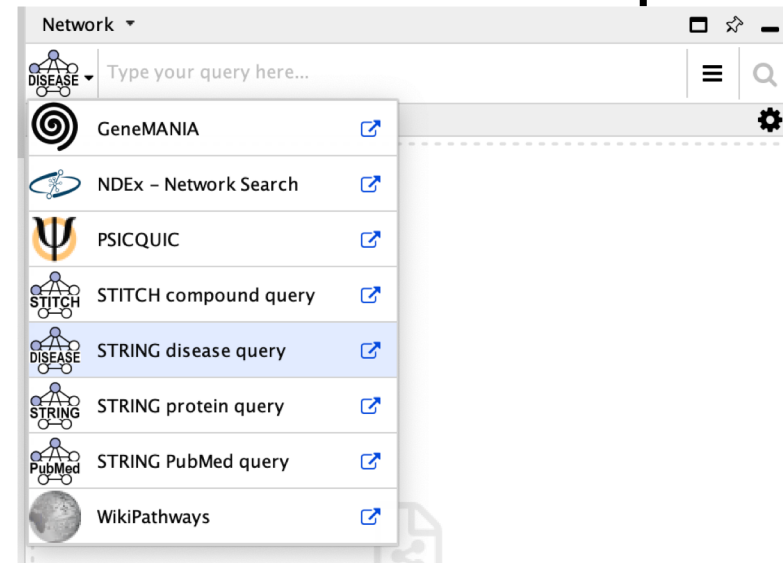 Network
DISEASE Type your query here...
GeneMANIA
NDEx – Network Search
PSICQUIC
STITCH STITCH compound query
DISEASE STRING disease query
STRING STRING protein query
PubMed STRING PubMed query
WikiPathways